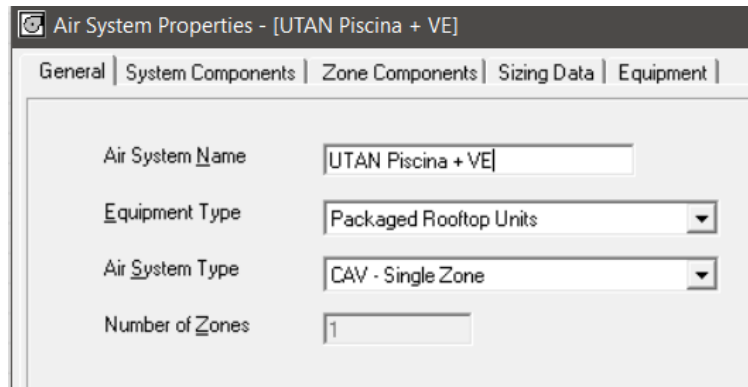 Air System Properties - [UTAN Piscina + VE]
General System Components Zone Components Sizing Data Equipment
Air System Name UTAN Piscina + VE
Equipment Type Packaged Rooftop Units
Air System Type CAV - Single Zone
Number of Zones 1